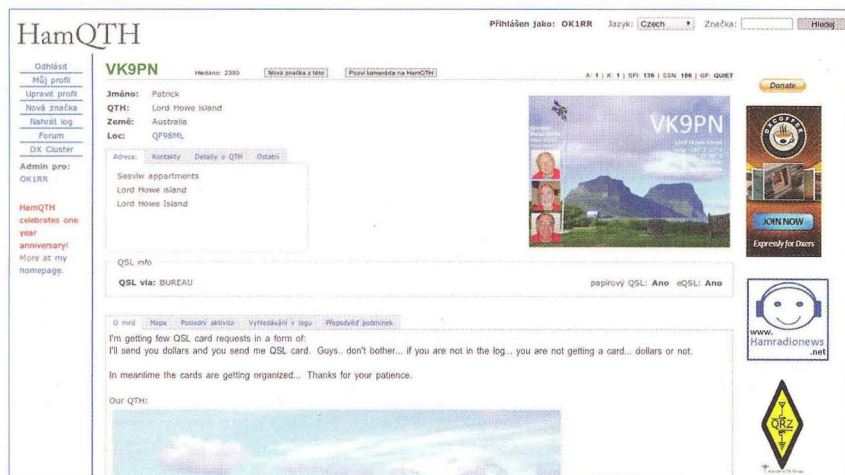 HamQTH
Přihlášen jako: OK1RR Jazyk: Czech Značka: Hledej
Odhlásit
Můj profil
Upravit profil
Nová značka
Nahrát log
Forum
DX Cluster
Admin pro:
OK1RR
HamQTH
celebrates one
year
anniversary!
More at my
homepage.
VK9PN Hledáno: 2395 Nová značka z této Pozvi kamaráda na HamQTH
A: 1 | K: 1 | SFI: 136 | SSN: 106 | GF: QUIET
Jméno: Patrick
QTH: Lord Howe Island
Země: Australia
Loc: QF98ML
Adresa: Kontakty Detaily o QTH Ostatní
Seaviw appartments
Lord Howe island
Lord Howe Island
VK9PN
Lord Howe Island
QSL info
QSL via: BUREAU
papírový QSL: Ano eQSL: Ano
O mně Mapa Poslední aktivita Vyhledávání v logu Předpověď podmínek
I'm getting few QSL card requests in a form of:
I'll send you dollars and you send me QSL card. Guys.. don't bother... if you are not in the log... you are not getting a card... dollars or not.
In meantime the cards are getting organized... Thanks for your patience.
Our QTH:
Donate
DXCOFFEE
JOIN NOW
Expressly for Dxers
www.
Hamradionews
.net
QRZ